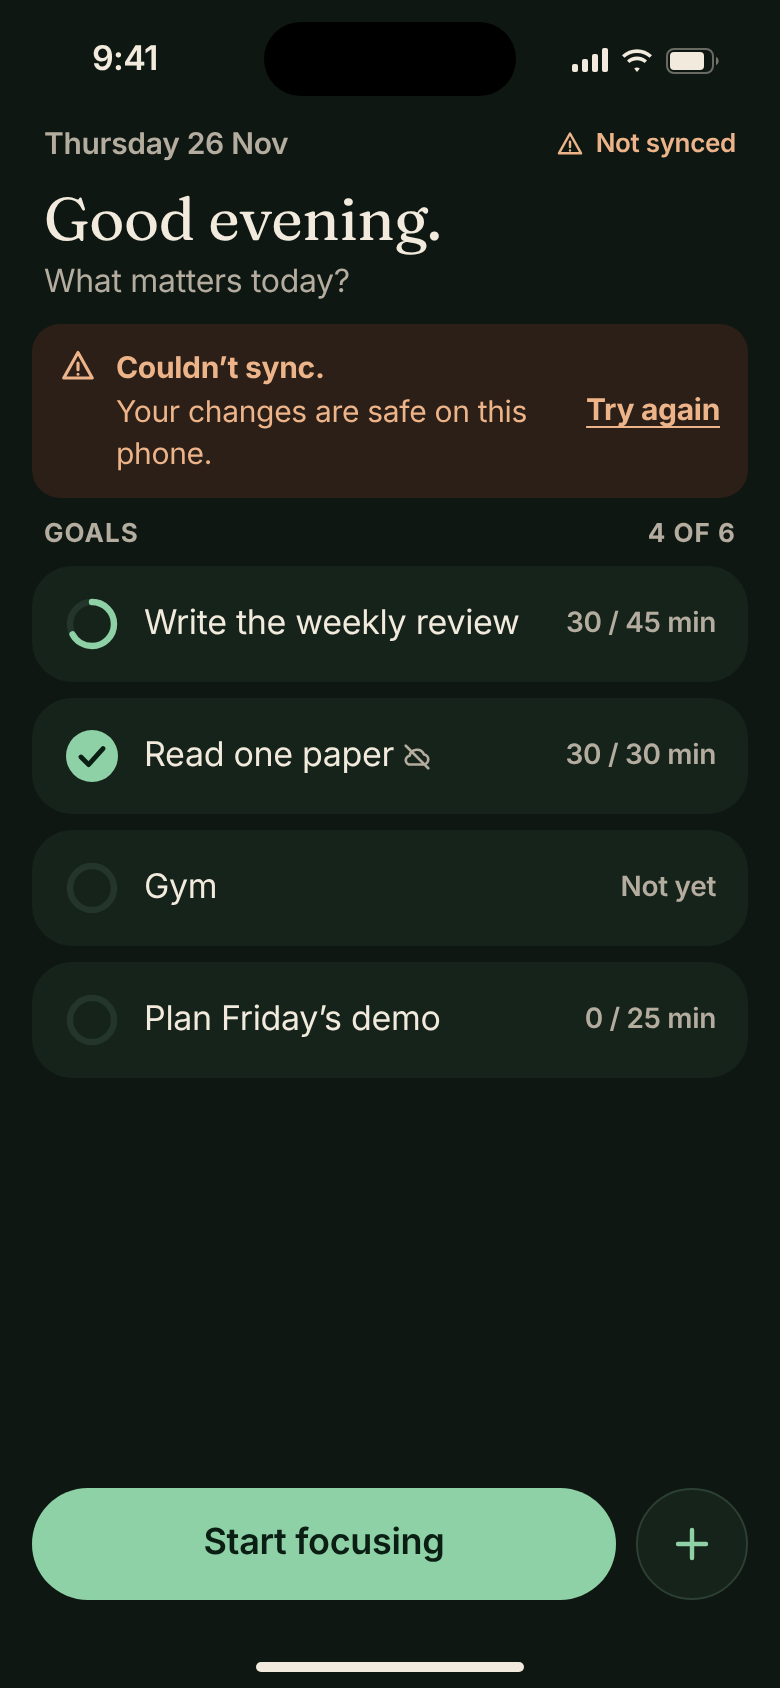 9:41
Thursday 26 Nov
Not synced
Good evening.
What matters today?
Couldn’t sync.
Your changes are safe on this
phone.
Try again
GOALS
4 OF 6
Write the weekly review
30 / 45 min
Read one paper
30 / 30 min
Gym
Not yet
Plan Friday’s demo
0 / 25 min
Start focusing